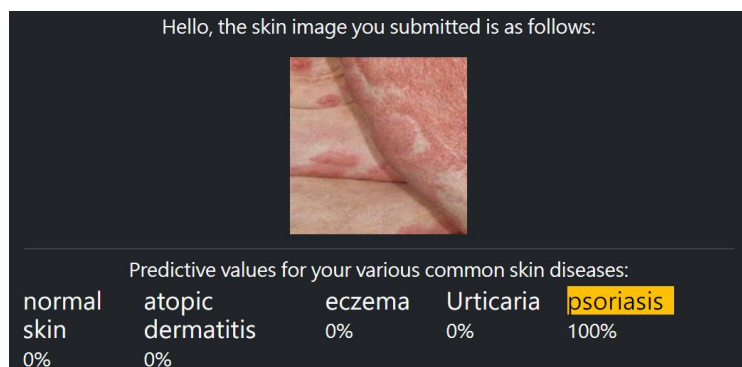 Hello, the skin image you submitted is as follows:
Predictive values for your various common skin diseases:
normal skin
0%
atopic dermatitis
0%
eczema
0%
Urticaria
0%
psoriasis
100%